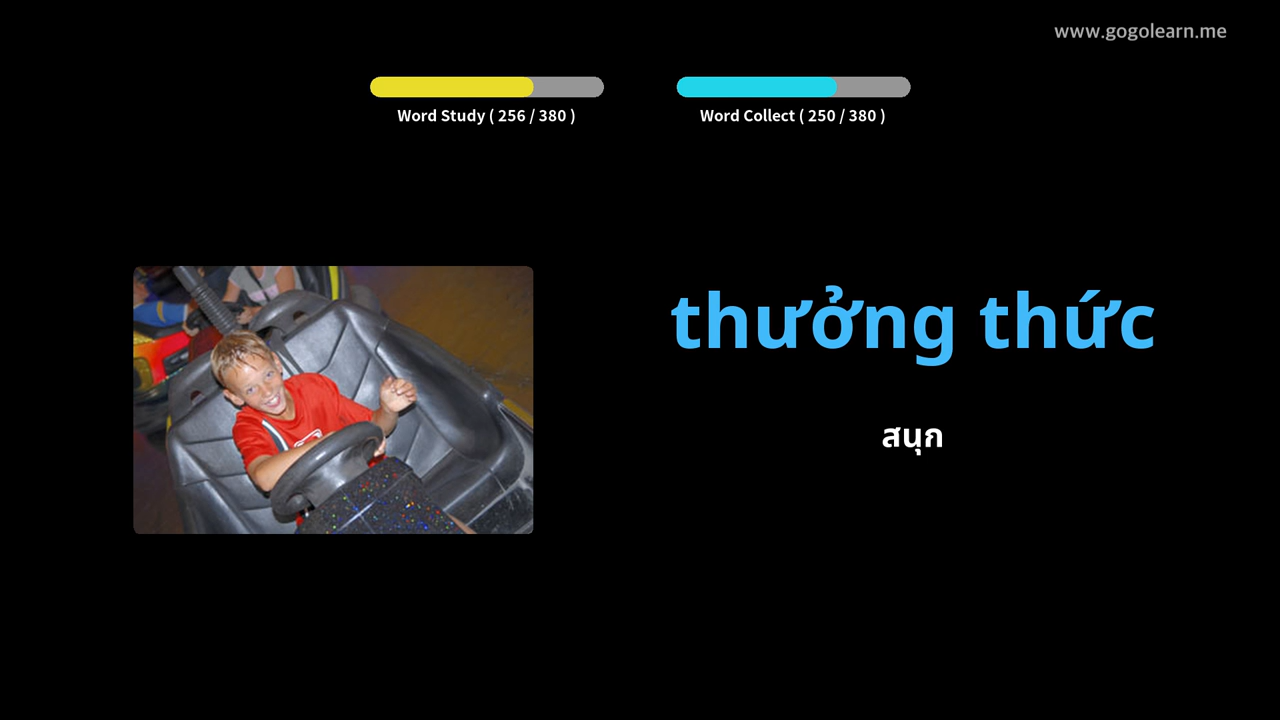 www.gogolearn.me
Word Study ( 256 / 380 )
Word Collect ( 250 / 380 )
thưởng thức
สนุก